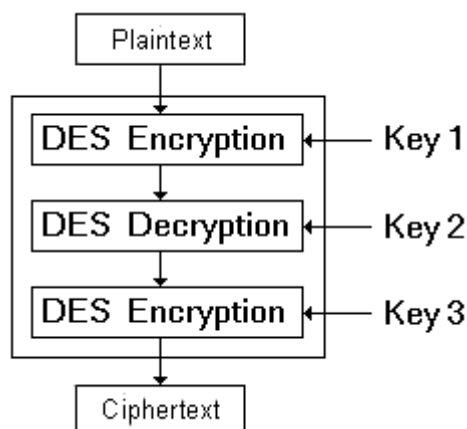 Plaintext
DES Encryption
Key 1
DES Decryption
Key 2
DES Encryption
Key 3
Ciphertext